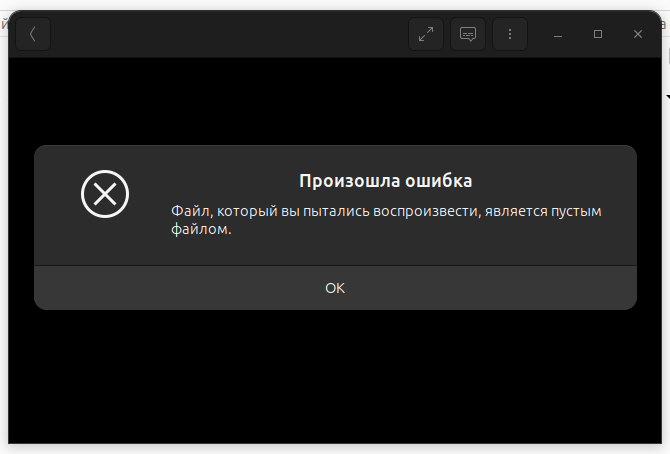 Произошла ошибка
Файл, который вы пытались воспроизвести, является пустым
файлом.
OK